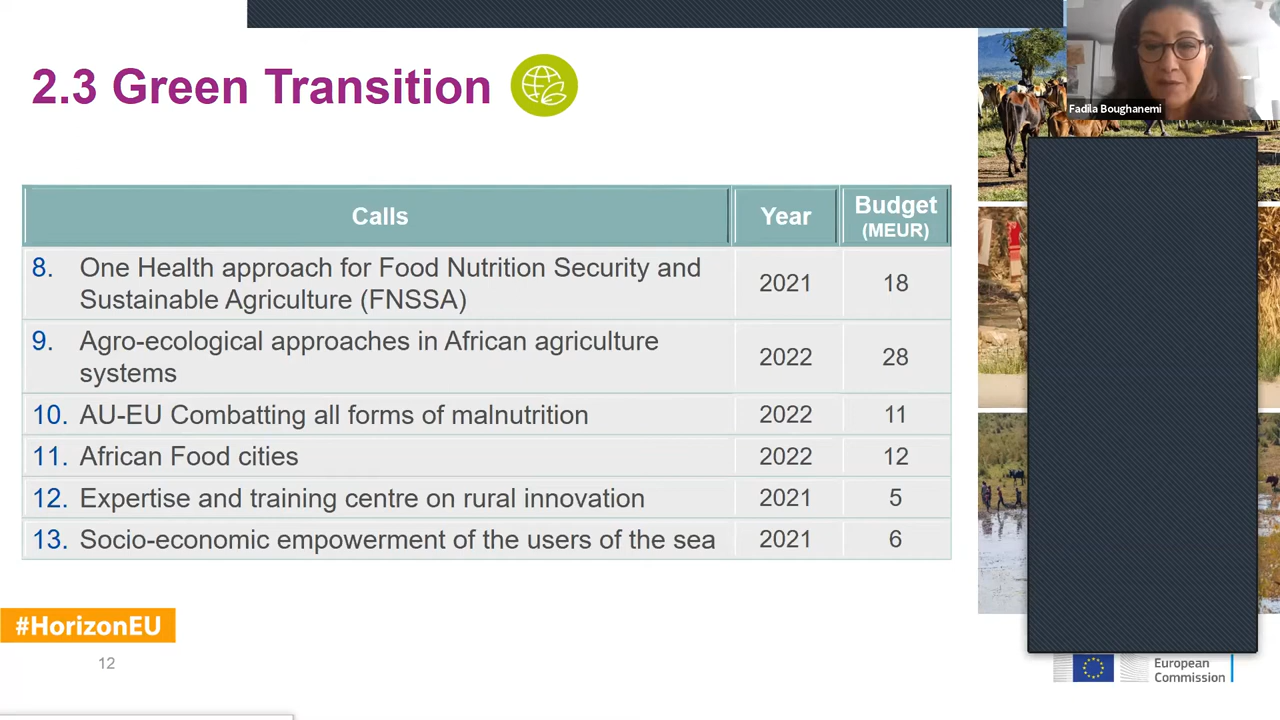 2.3 Green Transition
Fadila Boughanemi
Calls
Year
Budget
(MEUR)
8. One Health approach for Food Nutrition Security and
Sustainable Agriculture (FNSSA)
2021
18
9. Agro-ecological approaches in African agriculture
systems
2022
28
10. AU-EU Combatting all forms of malnutrition
2022
11
11. African Food cities
2022
12
12. Expertise and training centre on rural innovation
2021
5
13. Socio-economic empowerment of the users of the sea
2021
6
#HorizonEU
12
European
Commission